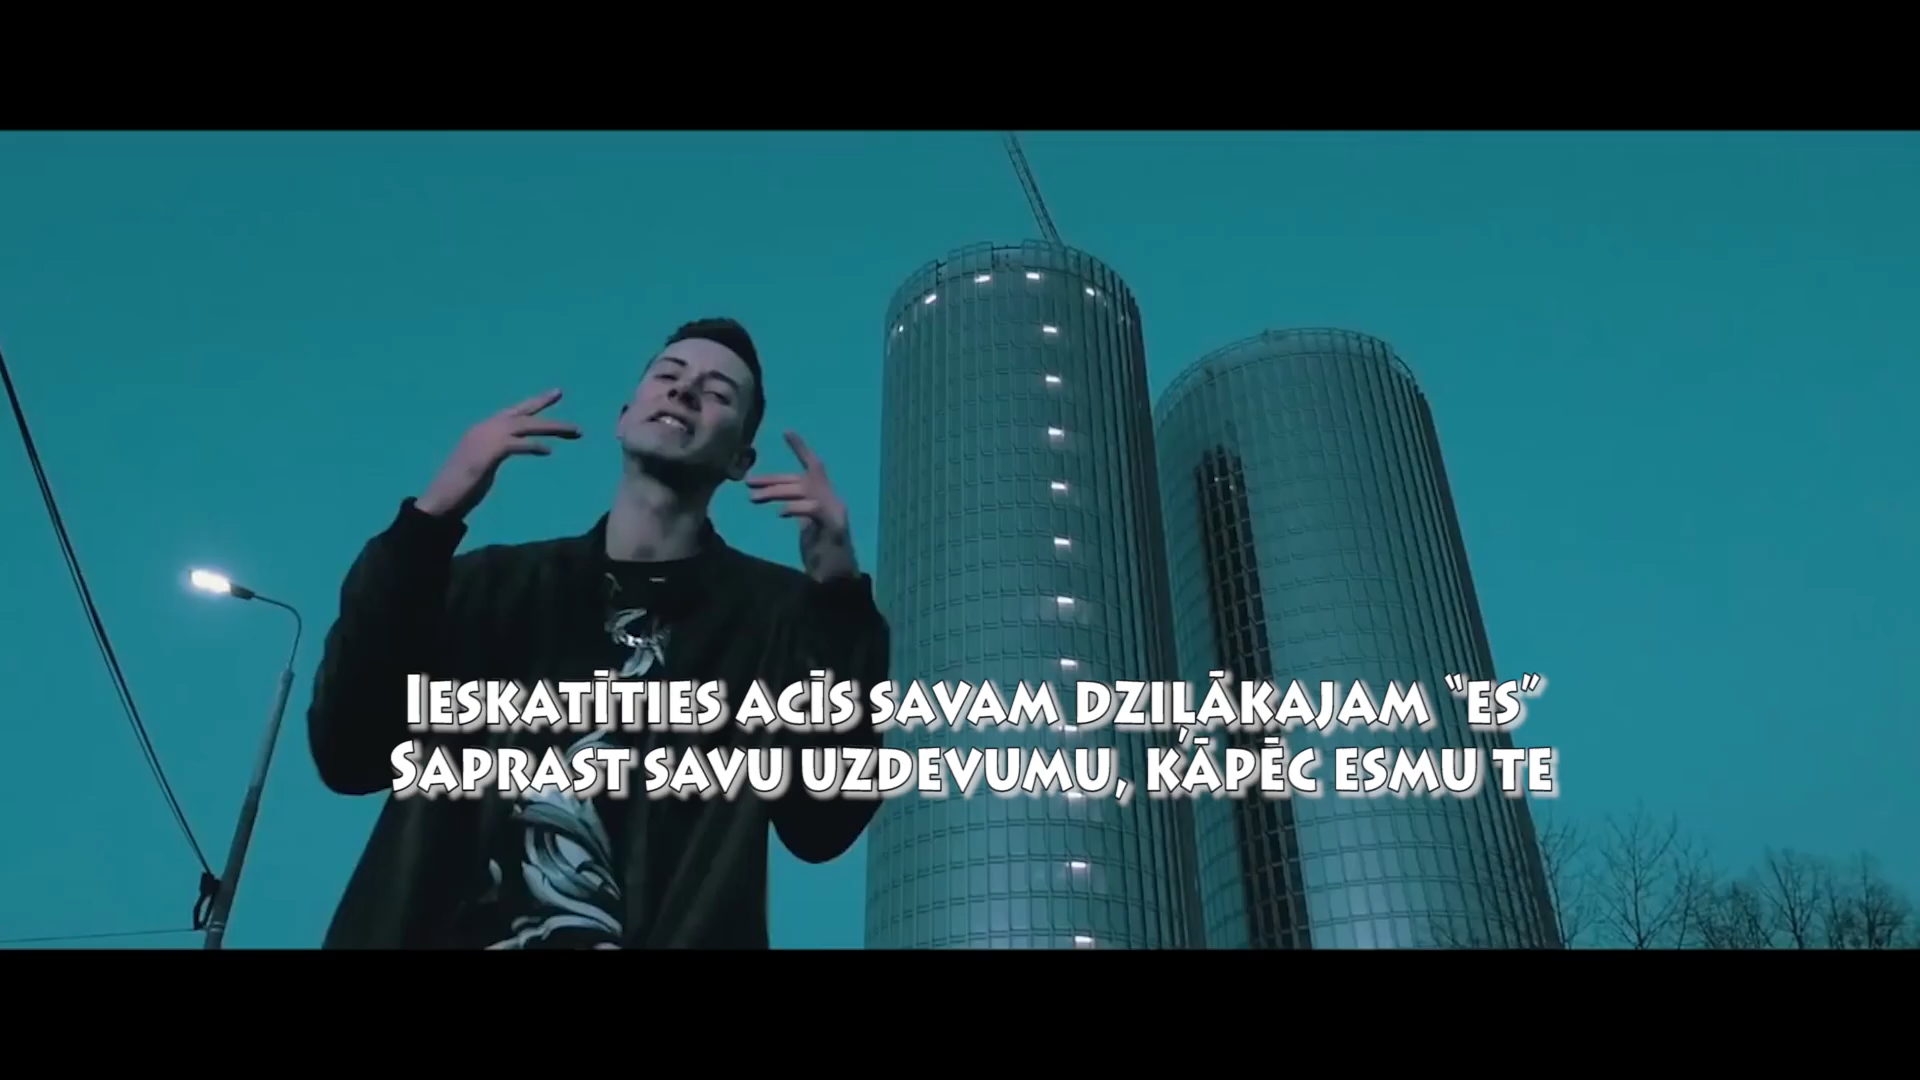 Ieskatīties acīs savam dziļākajam “es”
Saprast savu uzdevumu, kāpēc esmu te